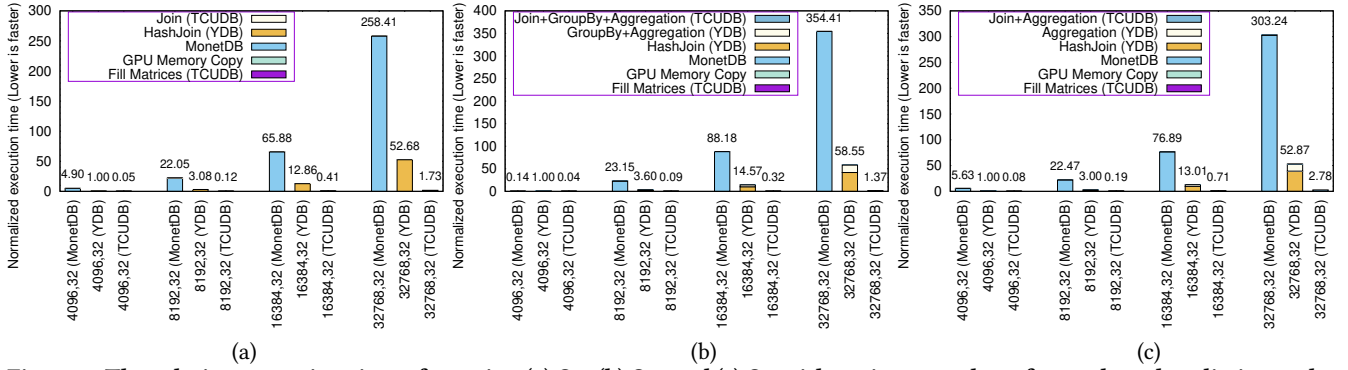 Normalized execution time (Lower is faster)
300
250
200
150
100
50
0
Join (TCUDB)
HashJoin (YDB)
MonetDB
GPU Memory Copy
Fill Matrices (TCUDB)
4.90
1.00
0.05
22.05
3.08
0.12
65.88
12.86
0.41
258.41
52.68
1.73
4096,32 (MonetDB)
4096,32 (YDB)
4096,32 (TCUDB)
8192,32 (MonetDB)
8192,32 (YDB)
8192,32 (TCUDB)
16384,32 (MonetDB)
16384,32 (YDB)
16384,32 (TCUDB)
32768,32 (MonetDB)
32768,32 (YDB)
32768,32 (TCUDB)
(a)
Normalized execution time (Lower is faster)
400
350
300
250
200
150
100
50
0
Join+GroupBy+Aggregation (TCUDB)
GroupBy+Aggregation (YDB)
HashJoin (YDB)
MonetDB
GPU Memory Copy
Fill Matrices (TCUDB)
0.14
1.00
0.04
23.15
3.60
0.09
88.18
14.57
0.32
354.41
58.55
1.37
4096,32 (MonetDB)
4096,32 (YDB)
4096,32 (TCUDB)
8192,32 (MonetDB)
8192,32 (YDB)
8192,32 (TCUDB)
16384,32 (MonetDB)
16384,32 (YDB)
16384,32 (TCUDB)
32768,32 (MonetDB)
32768,32 (YDB)
32768,32 (TCUDB)
(b)
Normalized execution time (Lower is faster)
350
300
250
200
150
100
50
0
Join+Aggregation (TCUDB)
Aggregation (YDB)
HashJoin (YDB)
MonetDB
GPU Memory Copy
Fill Matrices (TCUDB)
5.63
1.00
0.08
22.47
3.00
0.19
76.89
13.01
0.71
303.24
52.87
2.78
4096,32 (MonetDB)
4096,32 (YDB)
4096,32 (TCUDB)
8192,32 (MonetDB)
8192,32 (YDB)
8192,32 (TCUDB)
16384,32 (MonetDB)
16384,32 (YDB)
16384,32 (TCUDB)
32768,32 (MonetDB)
32768,32 (YDB)
32768,32 (TCUDB)
(c)